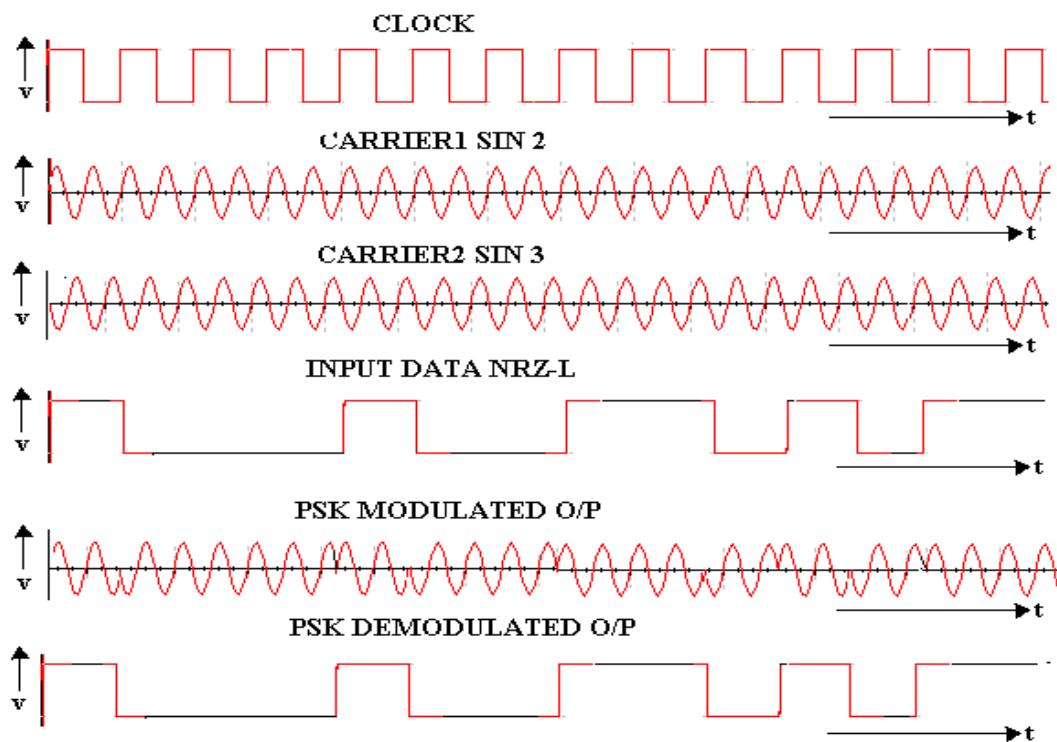 CLOCK
v
t
CARRIER1 SIN 2
v
t
CARRIER2 SIN 3
v
t
INPUT DATA NRZ-L
v
t
PSK MODULATED O/P
v
t
PSK DEMODULATED O/P
v
t